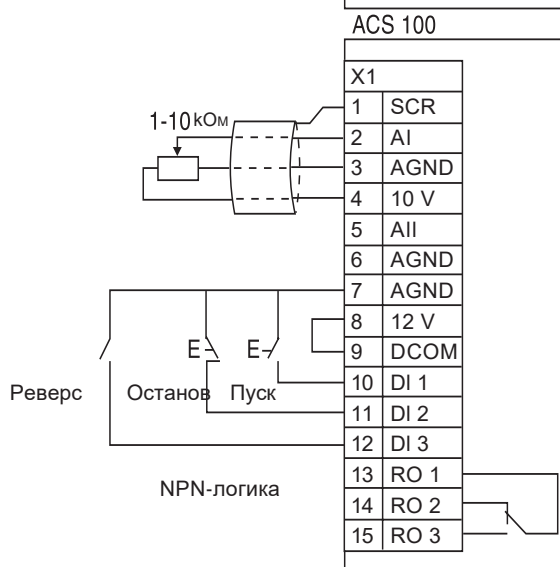 ACS 100
X1
1 SCR
1-10 kОм
2 AI
3 AGND
4 10 V
5 AII
6 AGND
7 AGND
8 12 V
E E
9 DCOM
10 DI 1
Реверс Останов Пуск
11 DI 2
12 DI 3
13 RO 1
NPN-логика
14 RO 2
15 RO 3